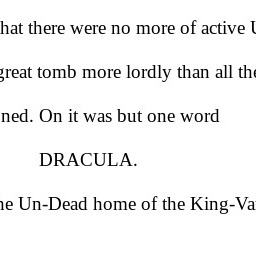 hat there were no more of active
great tomb more lordly than all the
ned. On it was but one word
DRACULA.
ne Un-Dead home of the King-Va